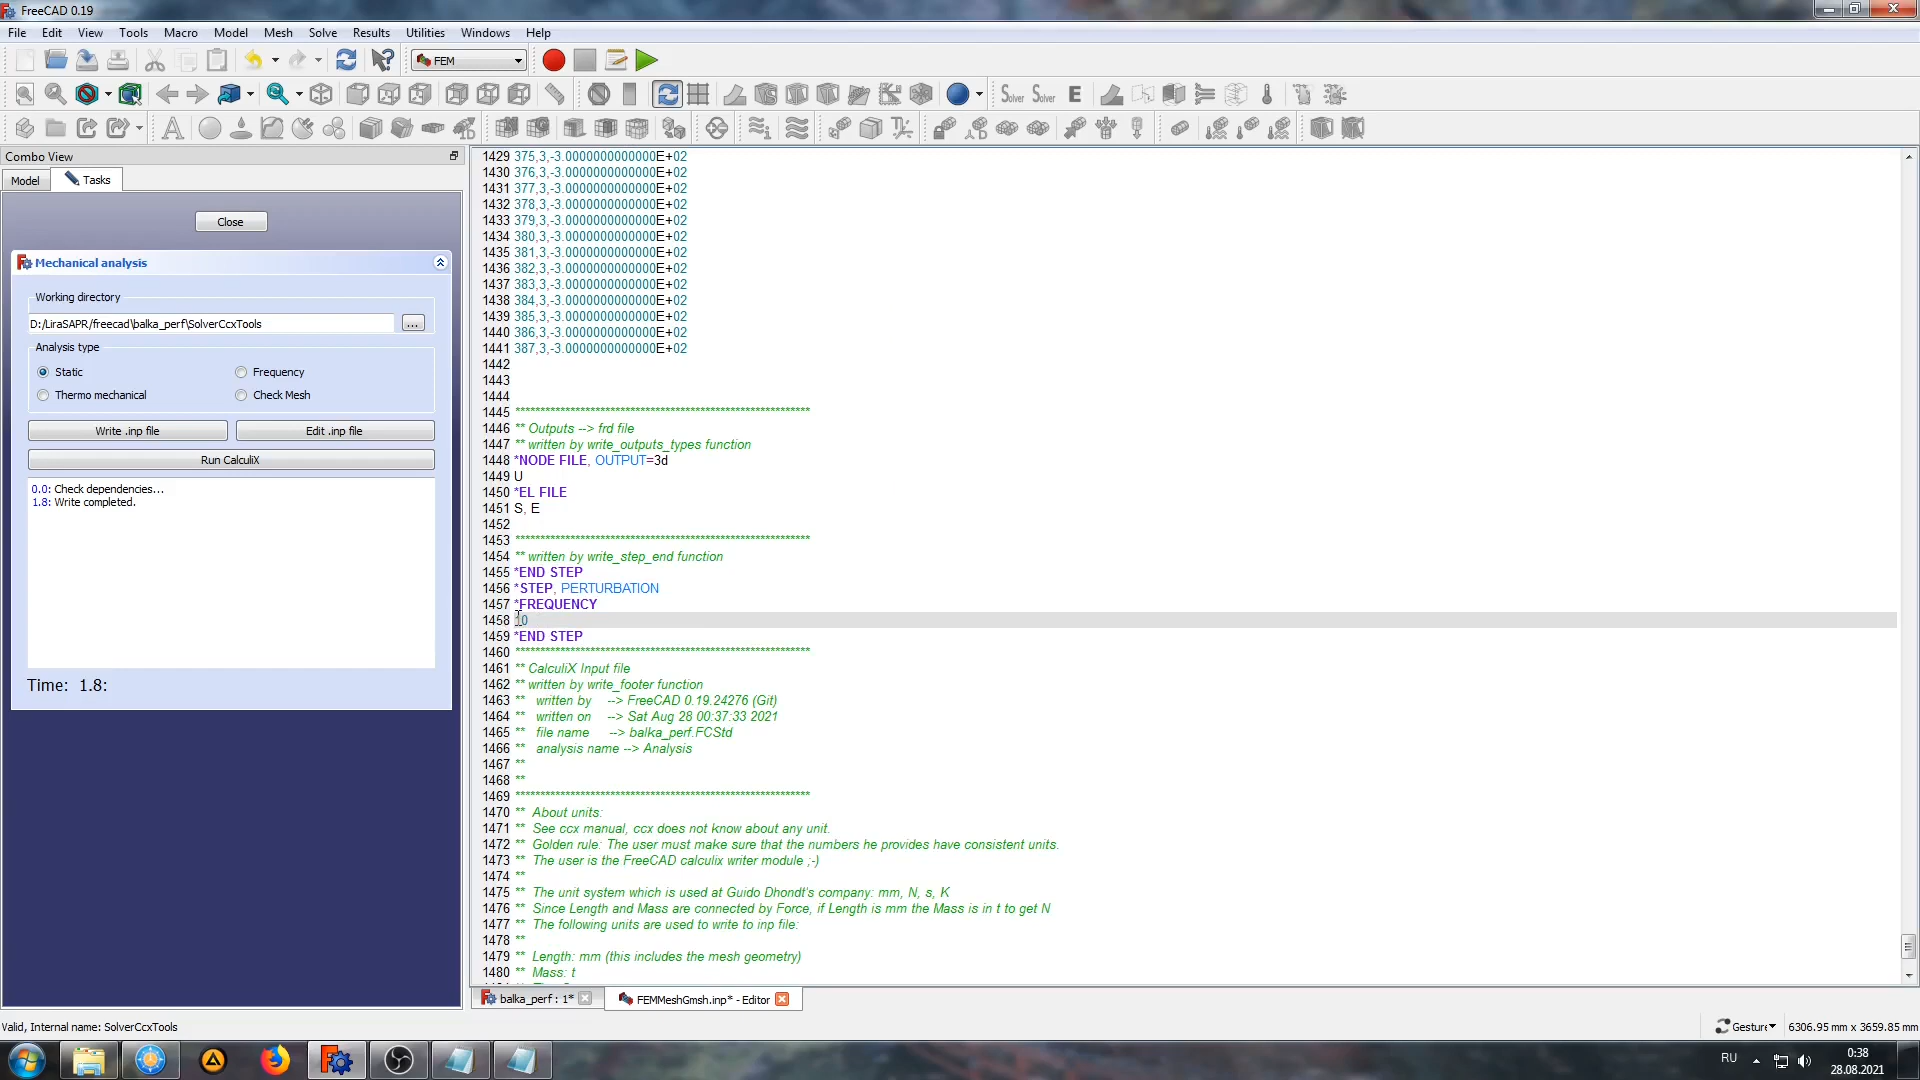 FreeCAD 0.19
File Edit View Tools Macro Model Mesh Solve Results Utilities Windows Help
FEM
Solver Solver E
Combo View
Model Tasks
Close
Mechanical analysis
Working directory
D:/LiraSAPR/freecad\balka_perf\SolverCcxTools
...
Analysis type
Static Frequency
Thermo mechanical Check Mesh
Write .inp file Edit .inp file
Run CalculiX
0.0: Check dependencies...
1.8: Write completed.
Time: 1.8:
1429 375,3,-3.0000000000000E+02
1430 376,3,-3.0000000000000E+02
1431 377,3,-3.0000000000000E+02
1432 378,3,-3.0000000000000E+02
1433 379,3,-3.0000000000000E+02
1434 380,3,-3.0000000000000E+02
1435 381,3,-3.0000000000000E+02
1436 382,3,-3.0000000000000E+02
1437 383,3,-3.0000000000000E+02
1438 384,3,-3.0000000000000E+02
1439 385,3,-3.0000000000000E+02
1440 386,3,-3.0000000000000E+02
1441 387,3,-3.0000000000000E+02
1442
1443
1444
1445 ***********************************************************
1446 ** Outputs --> frd file
1447 ** written by write_outputs_types function
1448 *NODE FILE, OUTPUT=3d
1449 U
1450 *EL FILE
1451 S, E
1452
1453 ***********************************************************
1454 ** written by write_step_end function
1455 *END STEP
1456 *STEP, PERTURBATION
1457 *FREQUENCY
1458 10
1459 *END STEP
1460 ***********************************************************
1461 ** CalculiX Input file
1462 ** written by write_footer function
1463 **   written by    --> FreeCAD 0.19.24276 (Git)
1464 **   written on    --> Sat Aug 28 00:37:33 2021
1465 **   file name     --> balka_perf.FCStd
1466 **   analysis name --> Analysis
1467 **
1468 **
1469 ***********************************************************
1470 **  About units:
1471 **  See ccx manual, ccx does not know about any unit.
1472 **  Golden rule: The user must make sure that the numbers he provides have consistent units.
1473 **  The user is the FreeCAD calculix writer module ;-)
1474 **
1475 **  The unit system which is used at Guido Dhondt's company: mm, N, s, K
1476 **  Since Length and Mass are connected by Force, if Length is mm the Mass is in t to get N
1477 **  The following units are used to write to inp file:
1478 **
1479 **  Length: mm (this includes the mesh geometry)
1480 **  Mass: t
balka_perf : 1* FEMMeshGmsh.inp* - Editor
Valid, Internal name: SolverCcxTools
Gesture 6306.95 mm x 3659.85 mm
RU 0:38
28.08.2021